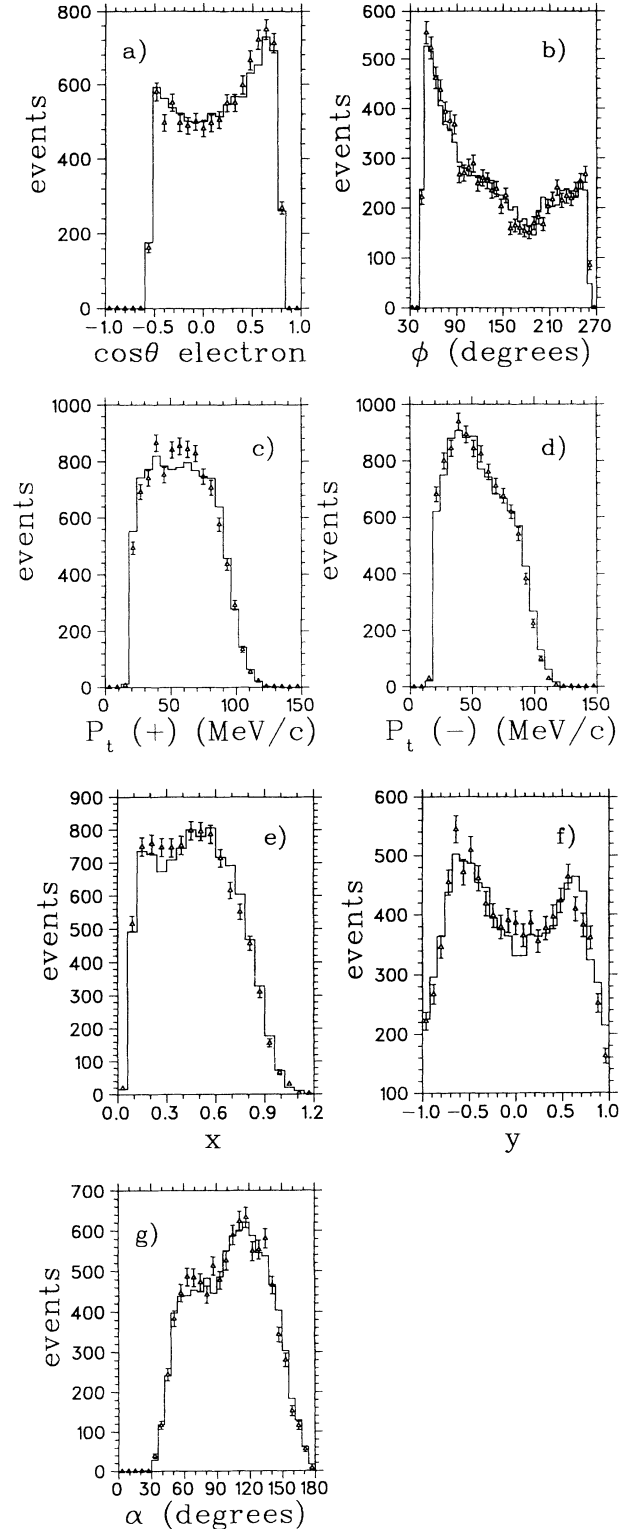 a)
events
800
600
400
200
0
−1.0 −0.5 0.0 0.5 1.0
cosθ electron
b)
events
600
500
400
300
200
100
0
30 90 150 210 270
ϕ (degrees)
c)
events
1000
800
600
400
200
0
0 50 100 150
P_t (+) (MeV/c)
d)
events
1000
800
600
400
200
0
0 50 100 150
P_t (−) (MeV/c)
e)
events
900
800
700
600
500
400
300
200
100
0
0.0 0.3 0.6 0.9 1.2
x
f)
events
600
500
400
300
200
100
−1.0 −0.5 0.0 0.5 1.0
y
g)
events
700
600
500
400
300
200
100
0
0 30 60 90 120 150 180
α (degrees)